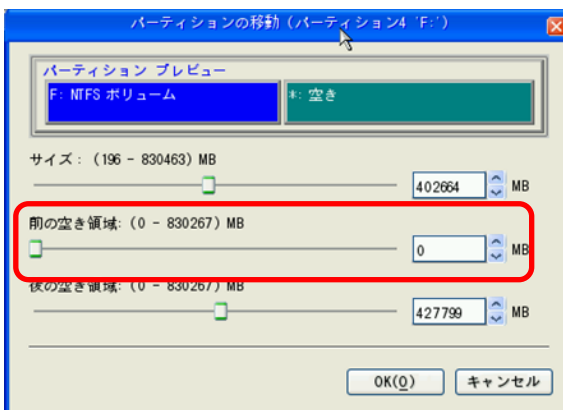 パーティションの移動 (パーティション4 'F:')
パーティション プレビュー
F: NTFS ボリューム
*: 空き
サイズ: (196 - 830463) MB
402664 MB
前の空き領域: (0 - 830267) MB
0 MB
後の空き領域: (0 - 830267) MB
427799 MB
OK(O) キャンセル